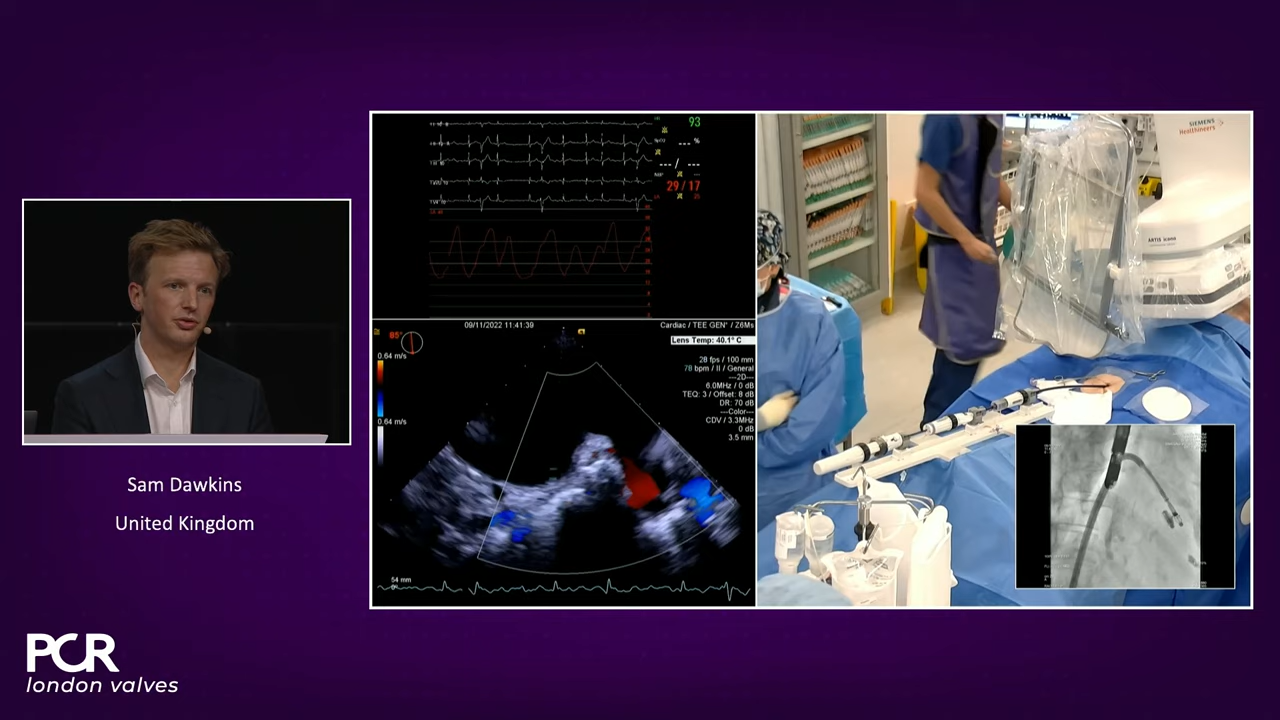 Sam Dawkins
United Kingdom
PCR
london valves
93
%
--- / ---
29 / 17
09/11/2022 11:41:39
Cardiac / TEE GEN* / Z6Ms
Lens Temp: 40.1° C
85°
0.64 m/s
0.64 m/s
28 fps / 100 mm
78 bpm / II / General
---2D---
6.0MHz / 0 dB
TEQ: 3 / Offset: 8 dB
DR: 70 dB
---Color---
CDV / 3.3MHz
0 dB
3.5 mm
54 mm
SIEMENS
Healthineers
ARTIS icono